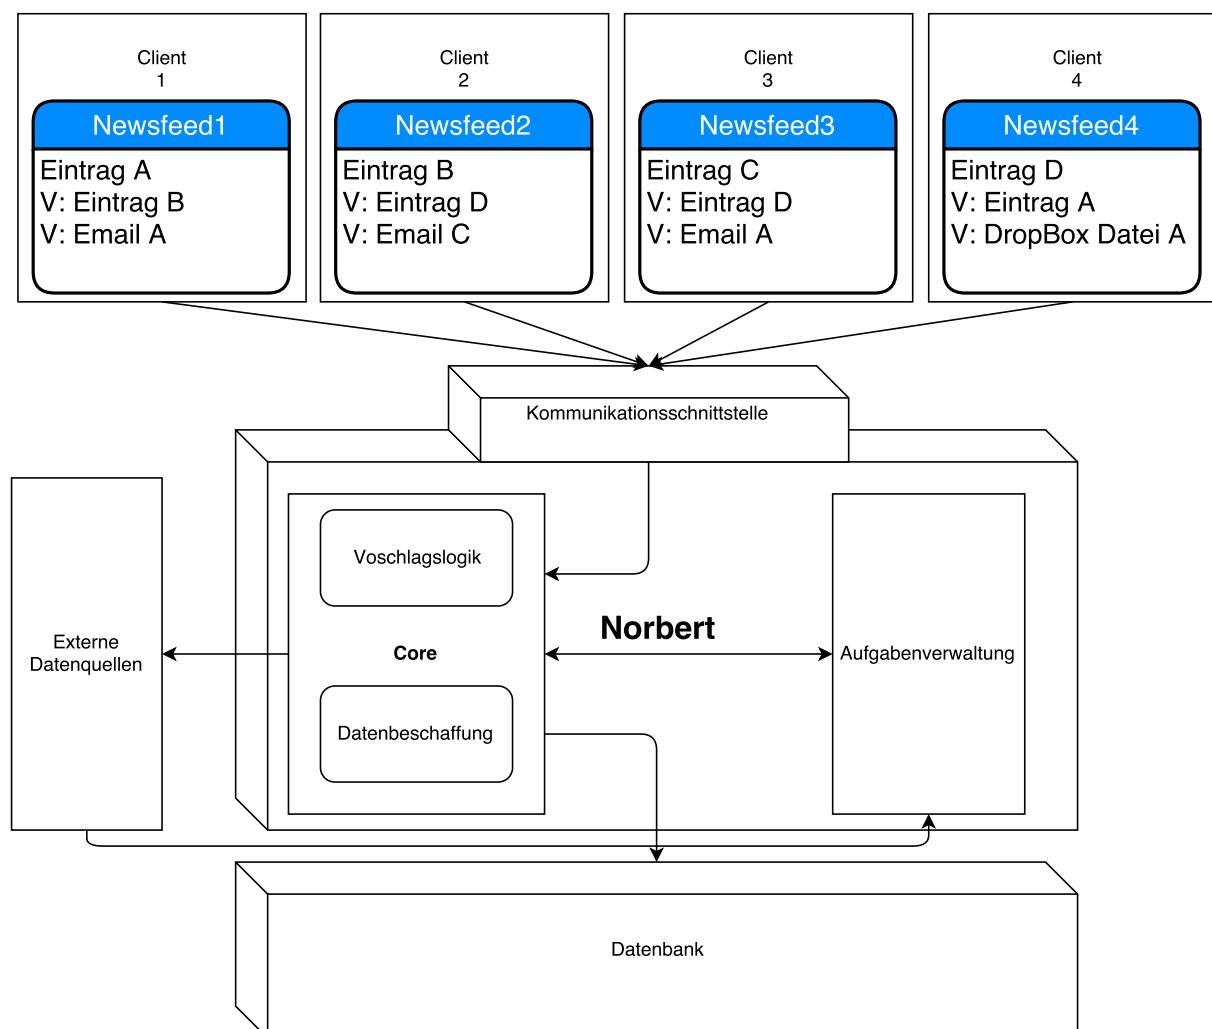 Client
1
Newsfeed1
Eintrag A
V: Eintrag B
V: Email A
Client
2
Newsfeed2
Eintrag B
V: Eintrag D
V: Email C
Client
3
Newsfeed3
Eintrag C
V: Eintrag D
V: Email A
Client
4
Newsfeed4
Eintrag D
V: Eintrag A
V: DropBox Datei A
Kommunikationsschnittstelle
Voschlagslogik
Norbert
Externe
Datenquellen
Core
Aufgabenverwaltung
Datenbeschaffung
Datenbank